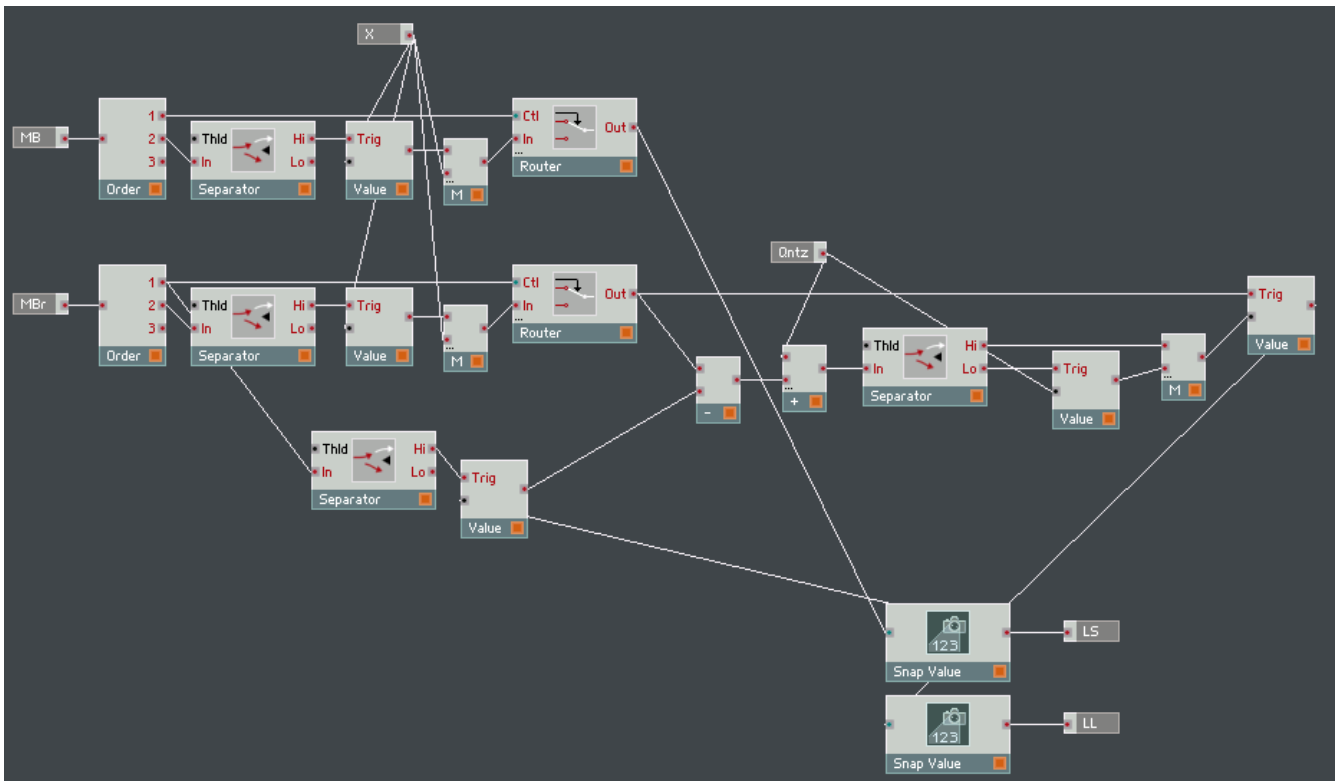 X
MB
1
2
3
Order
Thld
In
Hi
Lo
Separator
Trig
Value
...
M
Ctl
In
...
Out
Router
MBr
1
2
3
Order
Thld
In
Hi
Lo
Separator
Trig
Value
...
M
Ctl
In
...
Out
Router
Qntz
Trig
Value
-
...
+
Thld
In
Hi
Lo
Separator
Trig
Value
...
M
Thld
In
Hi
Lo
Separator
Trig
Value
123
Snap Value
LS
123
Snap Value
LL